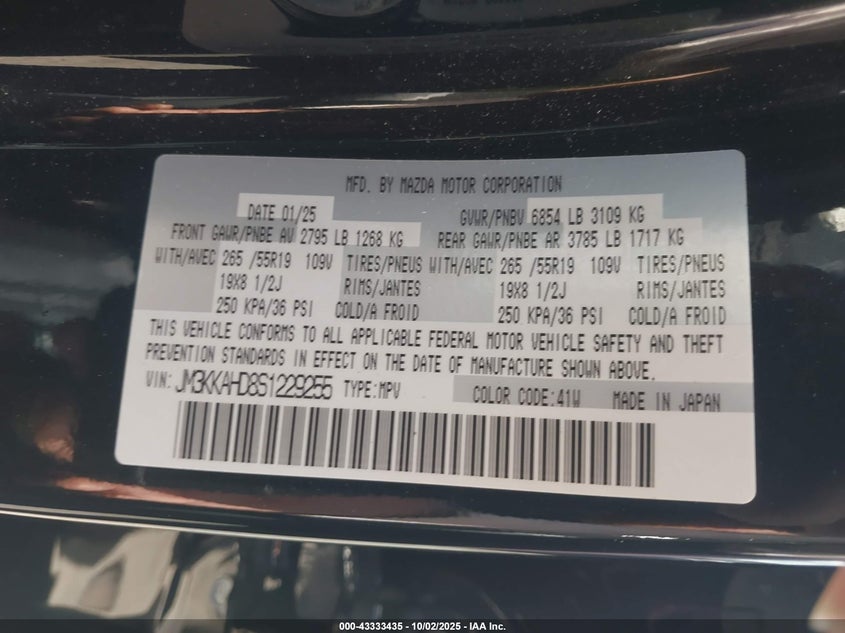 MFD. BY MAZDA MOTOR CORPORATION
DATE 01/25 GVWR/PNBV 6854 LB 3109 KG
FRONT GAWR/PNBE AV 2795 LB 1268 KG REAR GAWR/PNBE AR 3785 LB 1717 KG
WITH/AVEC 265 /55R19 109V TIRES/PNEUS WITH/AVEC 265 /55R19 109V TIRES/PNEUS
19X8 1/2J RIMS/JANTES 19X8 1/2J RIMS/JANTES
250 KPA/36 PSI COLD/A FROID 250 KPA/36 PSI COLD/A FROID
THIS VEHICLE CONFORMS TO ALL APPLICABLE FEDERAL MOTOR VEHICLE SAFETY AND THEFT
PREVENTION STANDARDS IN EFFECT ON THE DATE OF MANUFACTURE SHOWN ABOVE.
VIN: JM3KKAHD8S1229255 TYPE:MPV COLOR CODE:41W MADE IN JAPAN
000-43333435 - 10/02/2025 - IAA Inc.